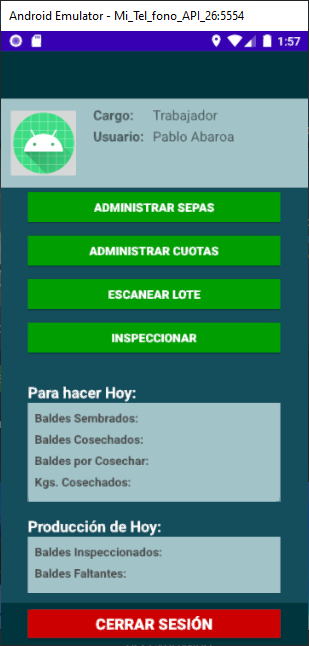 Android Emulator - Mi_Tel_fono_API_26:5554
1:57
Cargo: Trabajador
Usuario: Pablo Abaroa
ADMINISTRAR SEPAS
ADMINISTRAR CUOTAS
ESCANEAR LOTE
INSPECCIONAR
Para hacer Hoy:
Baldes Sembrados:
Baldes Cosechados:
Baldes por Cosechar:
Kgs. Cosechados:
Producción de Hoy:
Baldes Inspeccionados:
Baldes Faltantes:
CERRAR SESIÓN